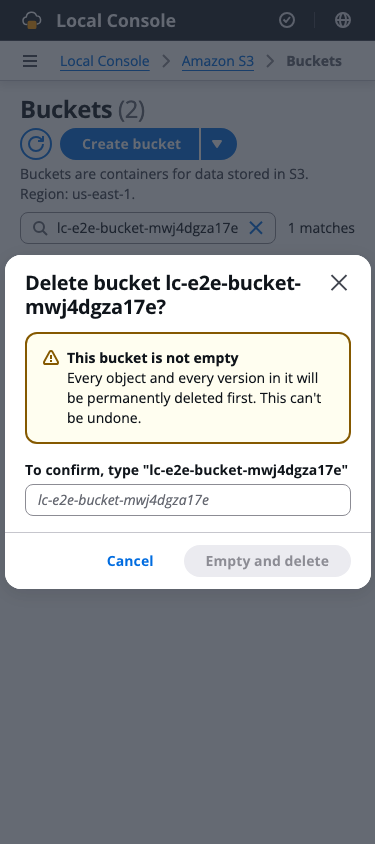 Local Console
Local Console > Amazon S3 > Buckets
Buckets (2)
Create bucket
Buckets are containers for data stored in S3.
Region: us-east-1.
lc-e2e-bucket-mwj4dgza17e
1 matches
Delete bucket lc-e2e-bucket-
mwj4dgza17e?
This bucket is not empty
Every object and every version in it will
be permanently deleted first. This can't
be undone.
To confirm, type "lc-e2e-bucket-mwj4dgza17e"
lc-e2e-bucket-mwj4dgza17e
Cancel
Empty and delete